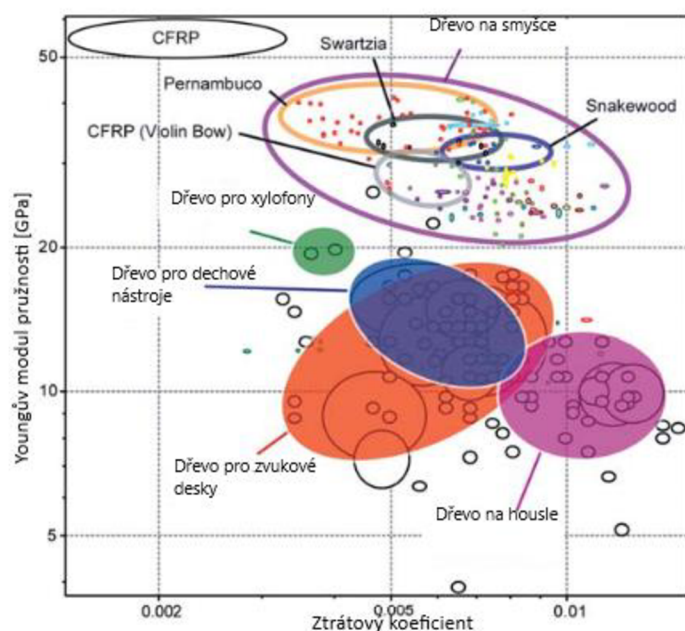 CFRP
Dřevo na smyšce
50
Swartzia
Pernambuco
Snakewood
CFRP (Violin Bow)
Dřevo pro xylofony
20
Dřevo pro dechové
nástroje
10
Dřevo pro zvukové
desky
Dřevo na housle
5
0.002
0.005
0.01
Ztrátový koeficient
Youngův modul pružnosti [GPa]